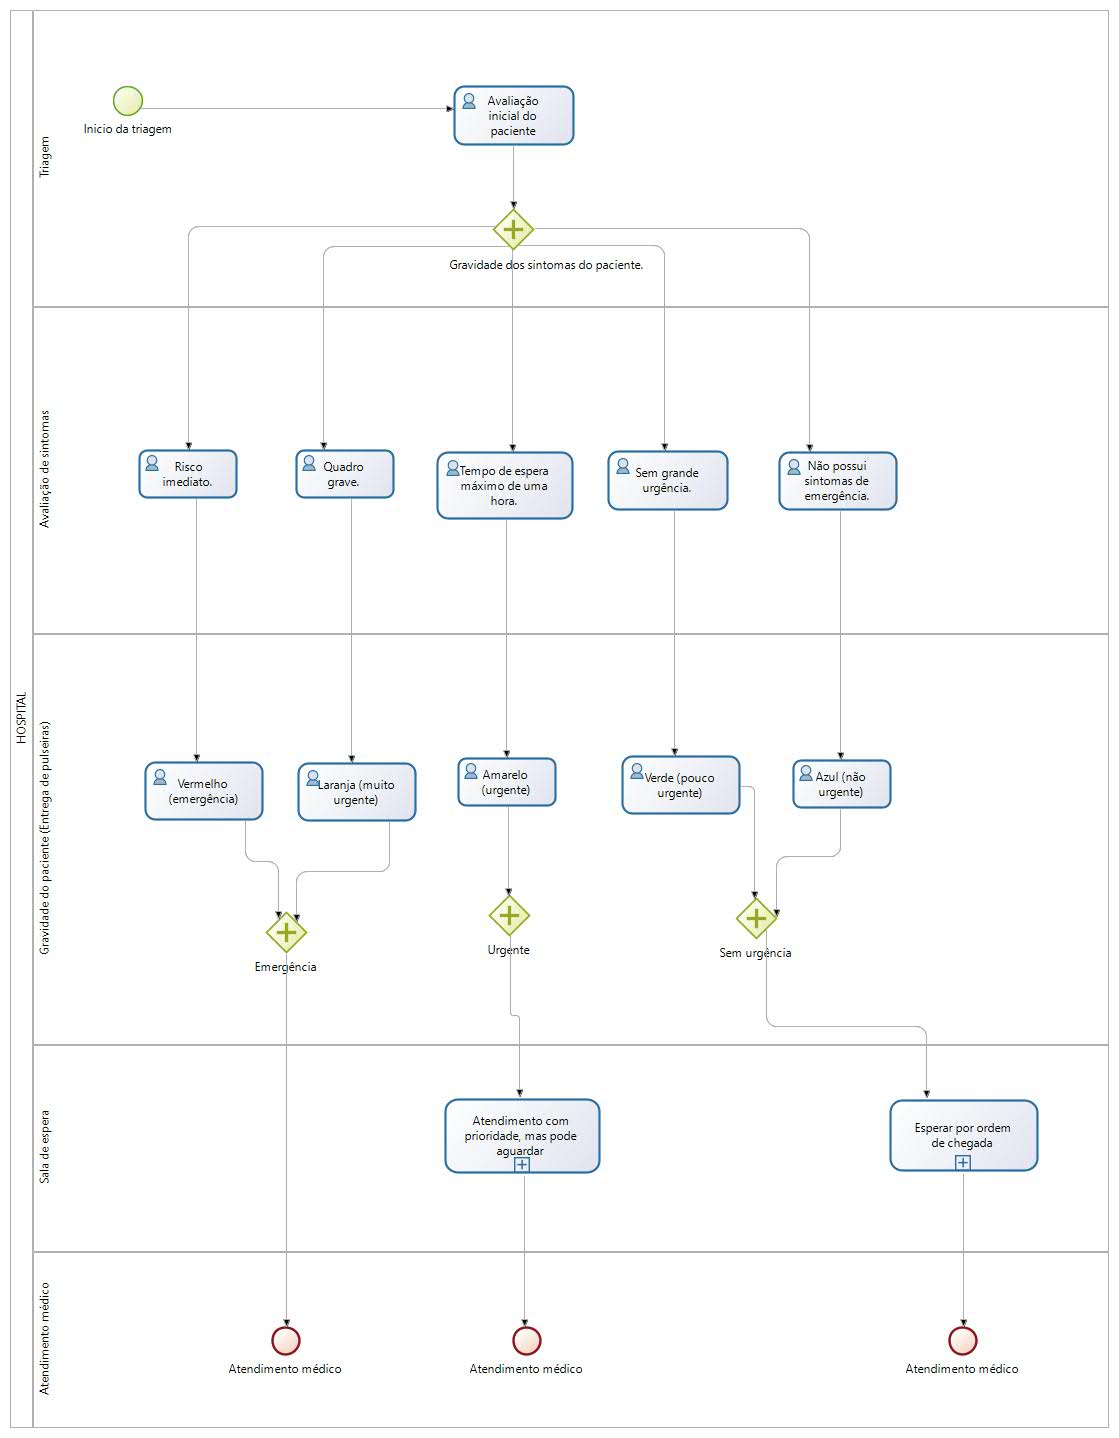 HOSPITAL
Triagem
Inicio da triagem
Avaliação
inicial do
paciente
Gravidade dos sintomas do paciente.
Avaliação de sintomas
Risco
imediato.
Quadro
grave.
Tempo de espera
máximo de uma
hora.
Sem grande
urgência.
Não possui
sintomas de
emergência.
Gravidade do paciente (Entrega de pulseiras)
Vermelho
(emergência)
Laranja (muito
urgente)
Amarelo
(urgente)
Verde (pouco
urgente)
Azul (não
urgente)
Emergência
Urgente
Sem urgência
Sala de espera
Atendimento com
prioridade, mas pode
aguardar
Esperar por ordem
de chegada
Atendimento médico
Atendimento médico
Atendimento médico
Atendimento médico